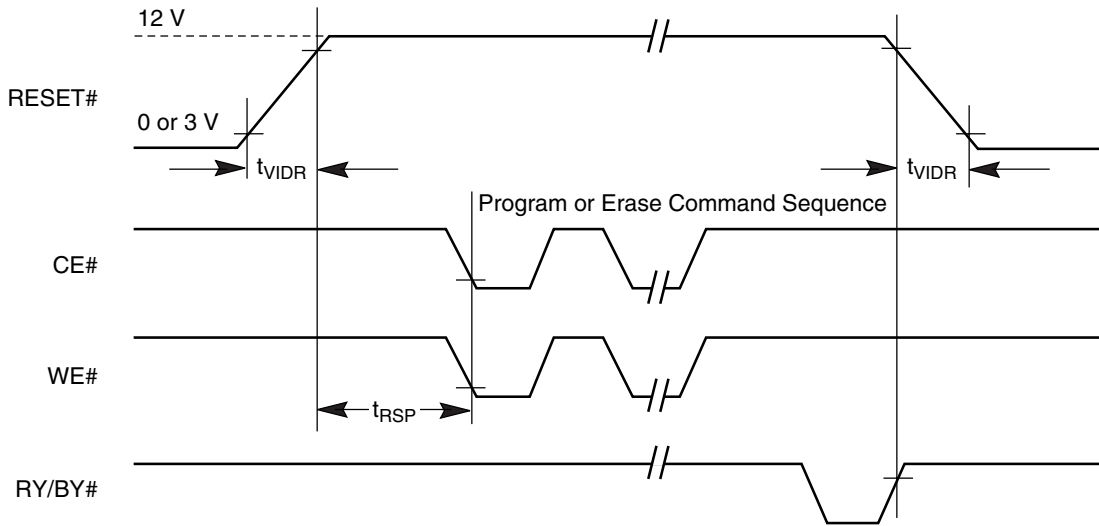 12 V
RESET#
0 or 3 V
tVIDR
tVIDR
Program or Erase Command Sequence
CE#
WE#
tRSP
RY/BY#